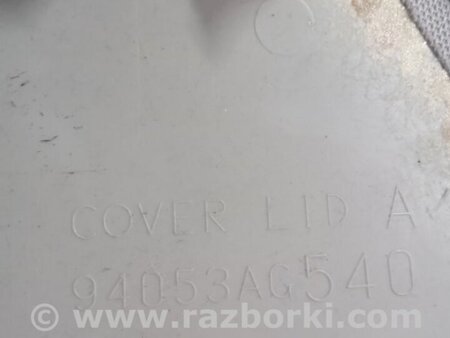 COVER LID A
94053AG540
© www.razborki.com